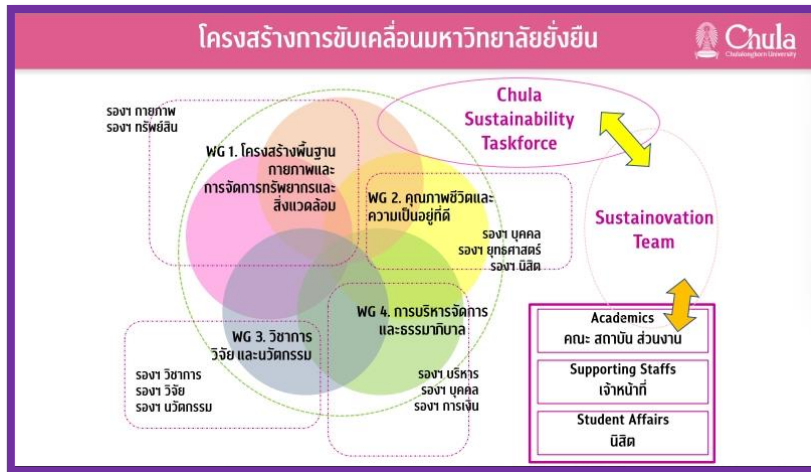 โครงสร้างการขับเคลื่อนมหาวิทยาลัยยั่งยืน
Chula
Chulalongkorn University
รองฯ กายภาพ
รองฯ ทรัพย์สิน
WG 1. โครงสร้างพื้นฐาน
กายภาพและ
การจัดการทรัพยากรและ
สิ่งแวดล้อม
Chula
Sustainability
Taskforce
WG 2. คุณภาพชีวิตและ
ความเป็นอยู่ที่ดี
รองฯ บุคคล
รองฯ ยุทธศาสตร์
รองฯ นิสิต
Sustainovation
Team
WG 3. วิชาการ
วิจัย และนวัตกรรม
รองฯ วิชาการ
รองฯ วิจัย
รองฯ นวัตกรรม
WG 4. การบริหารจัดการ
และธรรมาภิบาล
รองฯ บริหาร
รองฯ บุคคล
รองฯ การเงิน
Academics
คณะ สถาบัน ส่วนงาน
Supporting Staffs
เจ้าหน้าที่
Student Affairs
นิสิต